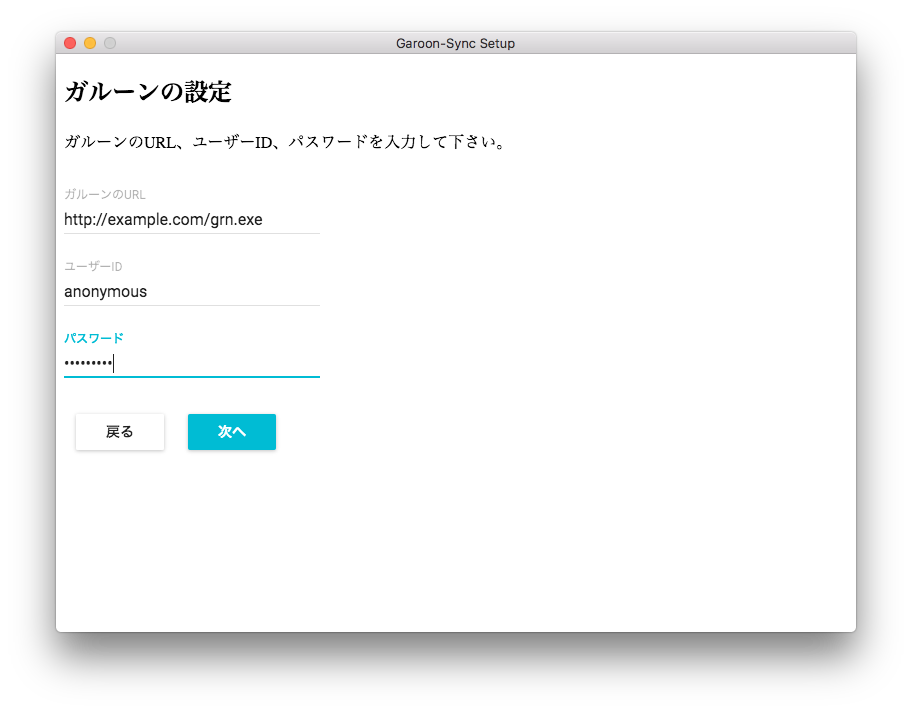 Garoon-Sync Setup
ガルーンの設定
ガルーンのURL、ユーザーID、パスワードを入力して下さい。
ガルーンのURL
http://example.com/grn.exe
ユーザーID
anonymous
パスワード
•••••••••
戻る
次へ